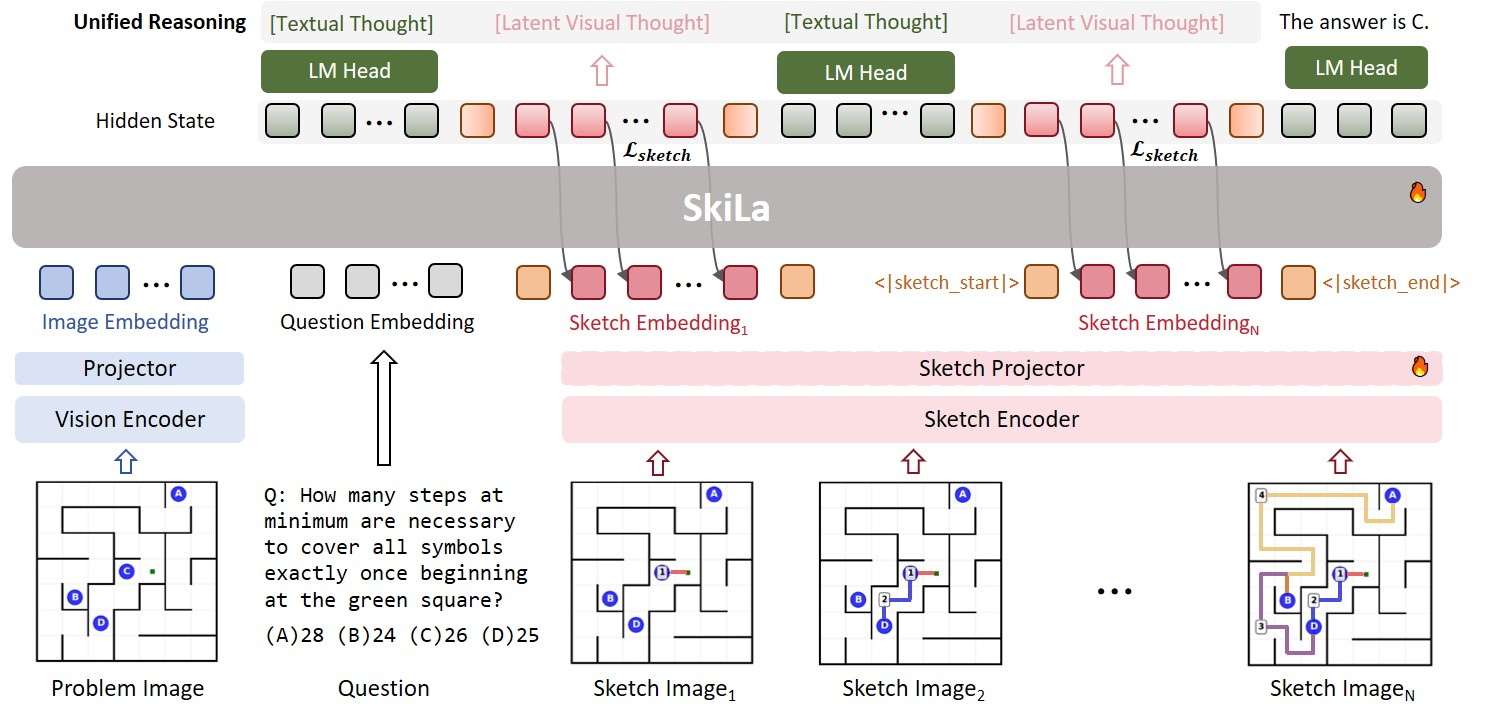 Unified Reasoning [Textual Thought] [Latent Visual Thought] [Textual Thought] [Latent Visual Thought] The answer is C.
LM Head LM Head LM Head
Hidden State ... ... ... ...
ℒsketch ℒsketch
SkiLa
... ... ... <|sketch_start|> ... <|sketch_end|>
Image Embedding Question Embedding Sketch Embedding1 Sketch EmbeddingN
Projector Sketch Projector
Vision Encoder Sketch Encoder
Q: How many steps at
minimum are necessary
to cover all symbols
exactly once beginning
at the green square?
(A)28 (B)24 (C)26 (D)25
A
C
B
D
A
1
B
D
A
1
B 2
D
...
4 A
1
B 2
3 D
Problem Image Question Sketch Image1 Sketch Image2 Sketch ImageN